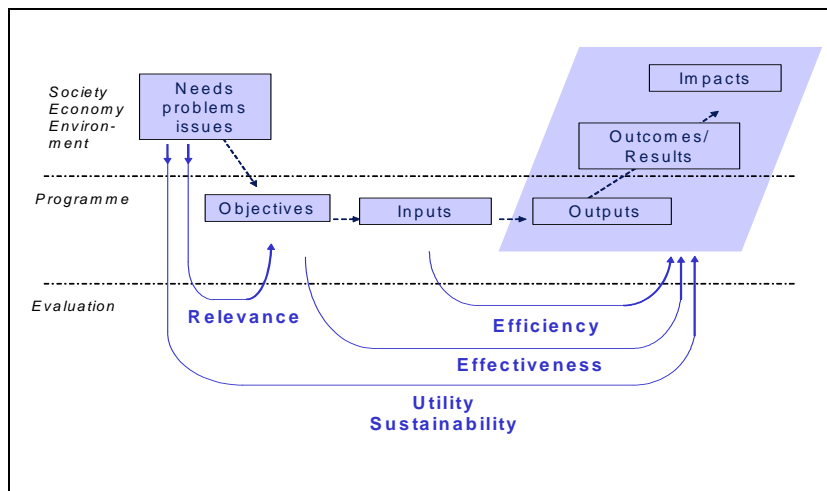 Society
Economy
Environ-
ment
Needs
problems
issues
Impacts
Outcomes/
Results
Programme
Objectives
Inputs
Outputs
Evaluation
Relevance
Efficiency
Effectiveness
Utility
Sustainability